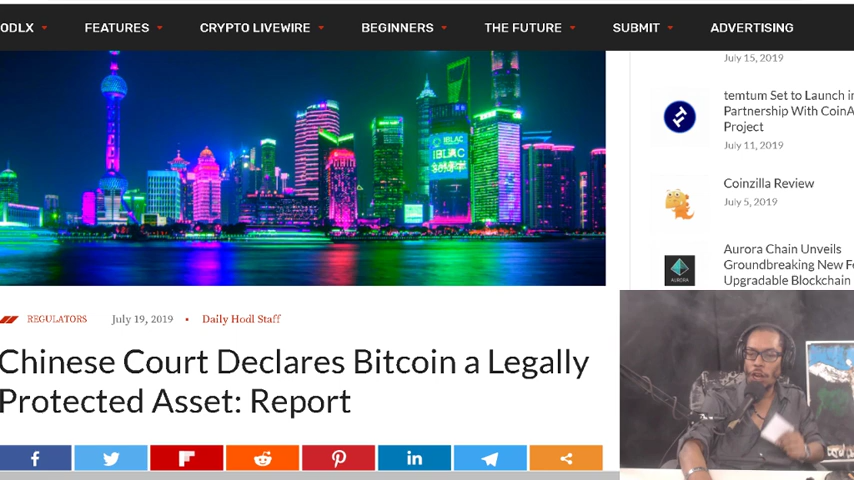 ODLX
FEATURES
CRYPTO LIVEWIRE
BEGINNERS
THE FUTURE
SUBMIT
ADVERTISING
July 15, 2019
temtum Set to Launch in
Partnership With CoinA
Project
July 11, 2019
Coinzilla Review
July 5, 2019
Aurora Chain Unveils
Groundbreaking New F
Upgradable Blockchain
AURORA
REGULATORS July 19, 2019 • Daily Hodl Staff
Chinese Court Declares Bitcoin a Legally
Protected Asset: Report